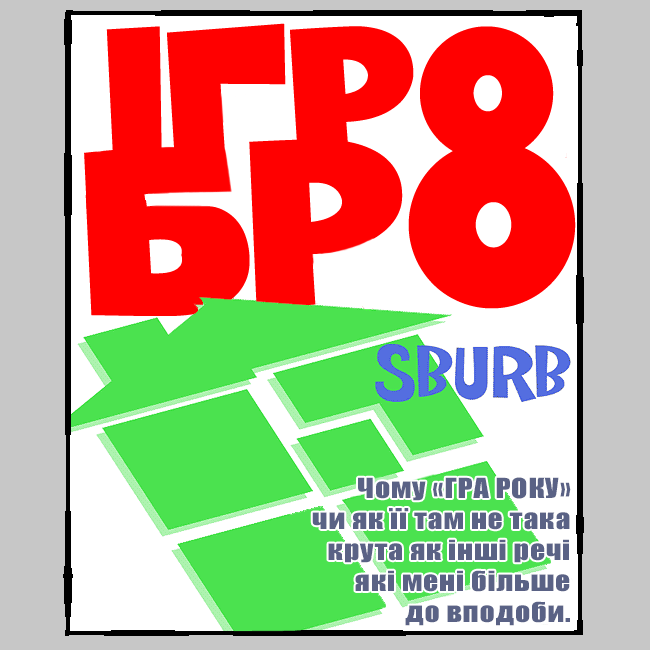 ІГРО
БРО
SBURB
Чому «ГРА РОКУ»
чи як її там не така
крута як інші речі
які мені більше
до вподоби.